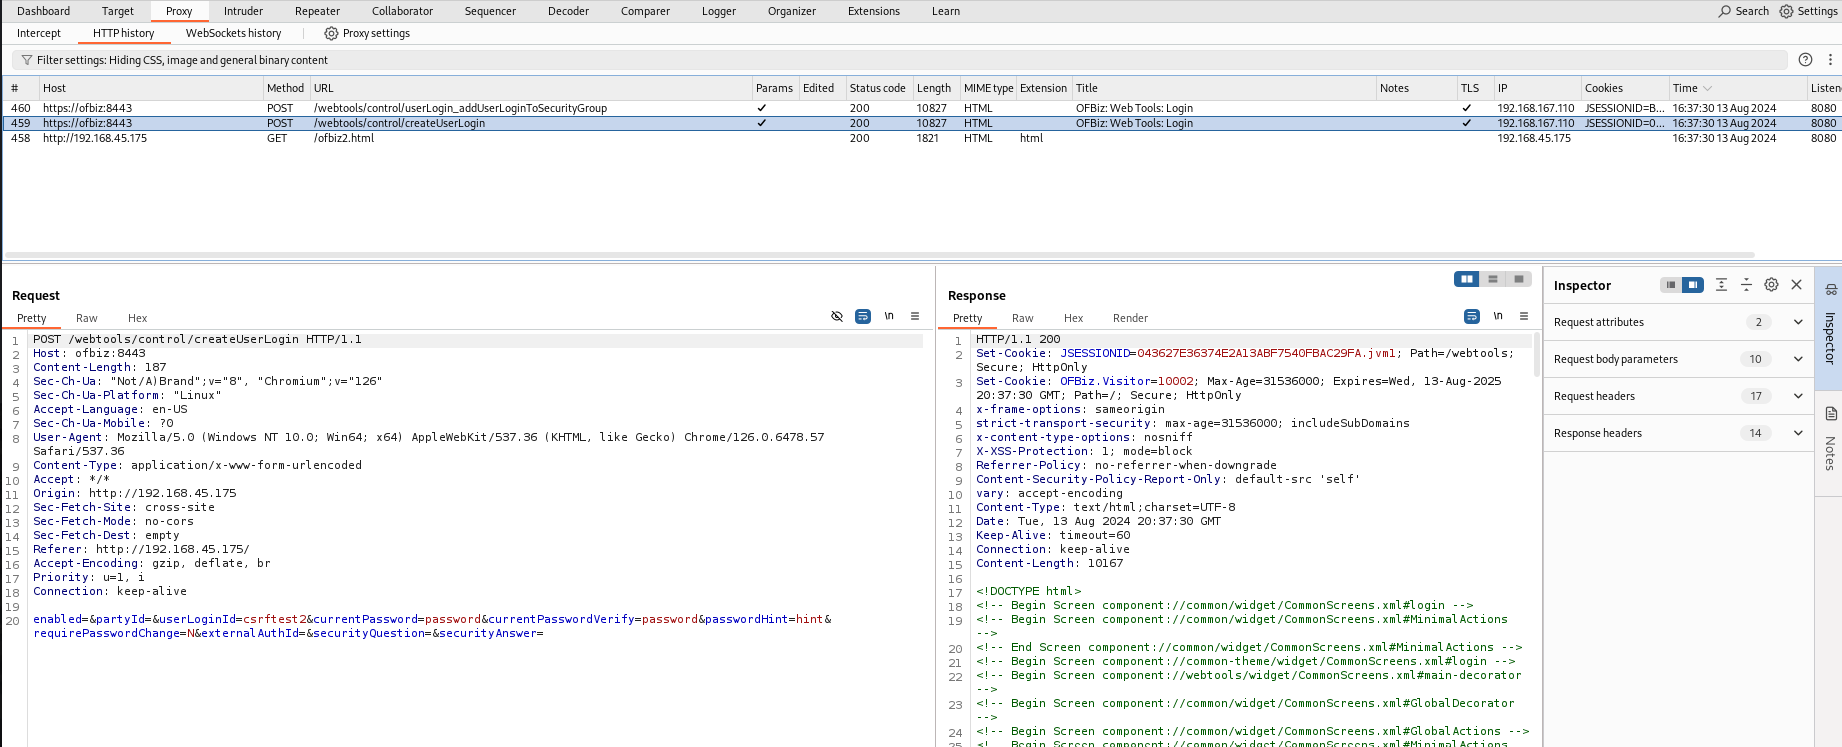 Dashboard Target Proxy Intruder Repeater Collaborator Sequencer Decoder Comparer Logger Organizer Extensions Learn Search Settings
Intercept HTTP history WebSockets history Proxy settings
Filter settings: Hiding CSS, image and general binary content
# Host Method URL Params Edited Status code Length MIME type Extension Title Notes TLS IP Cookies Time Listen
460 https://ofbiz:8443 POST /webtools/control/userLogin_addUserLoginToSecurityGroup ✓ 200 10827 HTML OFBiz: Web Tools: Login ✓ 192.168.167.110 JSESSIONID=B... 16:37:30 13 Aug 2024 8080
459 https://ofbiz:8443 POST /webtools/control/createUserLogin ✓ 200 10827 HTML OFBiz: Web Tools: Login ✓ 192.168.167.110 JSESSIONID=0... 16:37:30 13 Aug 2024 8080
458 http://192.168.45.175 GET /ofbiz2.html 200 1821 HTML html 192.168.45.175 16:37:30 13 Aug 2024 8080
Request
Pretty Raw Hex \n
1 POST /webtools/control/createUserLogin HTTP/1.1
2 Host: ofbiz:8443
3 Content-Length: 187
4 Sec-Ch-Ua: "Not/A)Brand";v="8", "Chromium";v="126"
5 Sec-Ch-Ua-Platform: "Linux"
6 Accept-Language: en-US
7 Sec-Ch-Ua-Mobile: ?0
8 User-Agent: Mozilla/5.0 (Windows NT 10.0; Win64; x64) AppleWebKit/537.36 (KHTML, like Gecko) Chrome/126.0.6478.57
Safari/537.36
9 Content-Type: application/x-www-form-urlencoded
10 Accept: */*
11 Origin: http://192.168.45.175
12 Sec-Fetch-Site: cross-site
13 Sec-Fetch-Mode: no-cors
14 Sec-Fetch-Dest: empty
15 Referer: http://192.168.45.175/
16 Accept-Encoding: gzip, deflate, br
17 Priority: u=1, i
18 Connection: keep-alive
19
20 enabled=&partyId=&userLoginId=csrftest2&currentPassword=password&currentPasswordVerify=password&passwordHint=hint&
requirePasswordChange=N&externalAuthId=&securityQuestion=&securityAnswer=
Response
Pretty Raw Hex Render \n
1 HTTP/1.1 200
2 Set-Cookie: JSESSIONID=043627E36374E2A13ABF7540FBAC29FA.jvm1; Path=/webtools;
Secure; HttpOnly
3 Set-Cookie: OFBiz.Visitor=10002; Max-Age=31536000; Expires=Wed, 13-Aug-2025
20:37:30 GMT; Path=/; Secure; HttpOnly
4 x-frame-options: sameorigin
5 strict-transport-security: max-age=31536000; includeSubDomains
6 x-content-type-options: nosniff
7 X-XSS-Protection: 1; mode=block
8 Referrer-Policy: no-referrer-when-downgrade
9 Content-Security-Policy-Report-Only: default-src 'self'
10 vary: accept-encoding
11 Content-Type: text/html;charset=UTF-8
12 Date: Tue, 13 Aug 2024 20:37:30 GMT
13 Keep-Alive: timeout=60
14 Connection: keep-alive
15 Content-Length: 10167
16
17 <!DOCTYPE html>
18 <!-- Begin Screen component://common/widget/CommonScreens.xml#login -->
19 <!-- Begin Screen component://common/widget/CommonScreens.xml#MinimalActions
-->
20 <!-- End Screen component://common/widget/CommonScreens.xml#MinimalActions -->
21 <!-- Begin Screen component://common-theme/widget/CommonScreens.xml#login -->
22 <!-- Begin Screen component://webtools/widget/CommonScreens.xml#main-decorator
-->
23 <!-- Begin Screen component://common/widget/CommonScreens.xml#GlobalDecorator
-->
24 <!-- Begin Screen component://common/widget/CommonScreens.xml#GlobalActions -->
25 <!-- Begin Screen component://common/widget/CommonScreens.xml#MinimalActions
Inspector
Request attributes 2
Request body parameters 10
Request headers 17
Response headers 14
Inspector
Notes